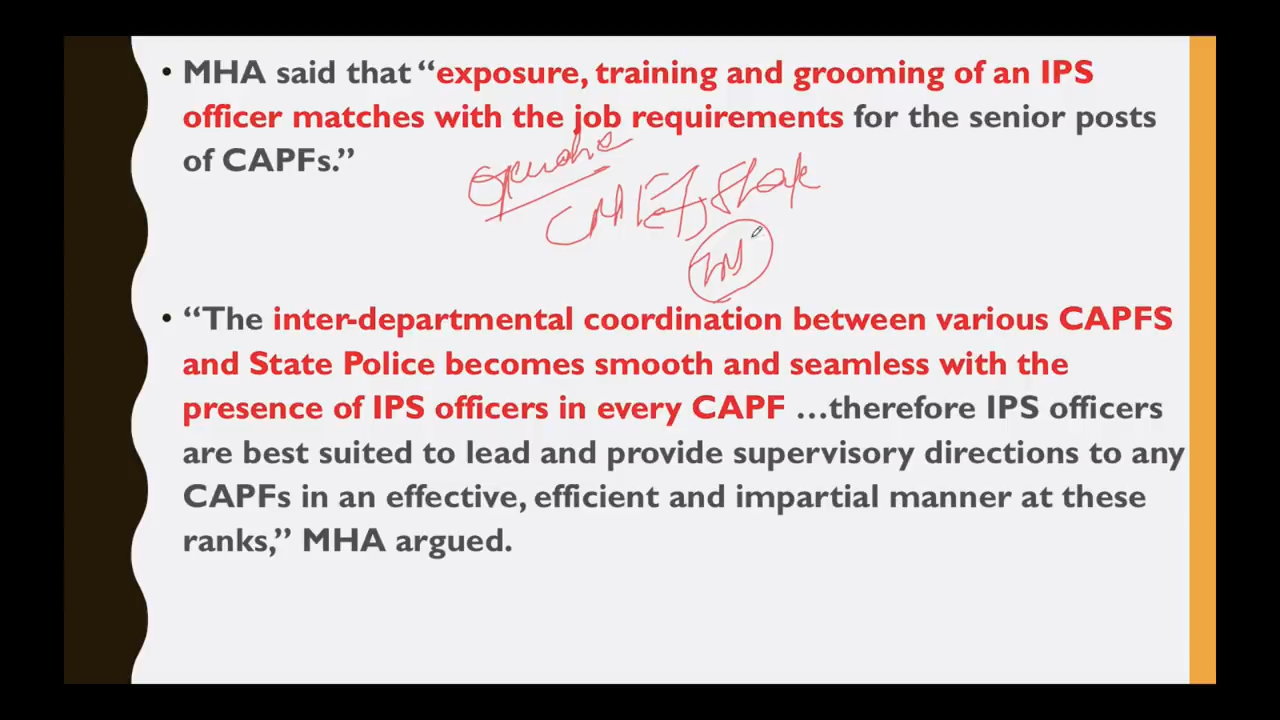 • MHA said that “exposure, training and grooming of an IPS
officer matches with the job requirements for the senior posts
of CAPFs.”
• “The inter-departmental coordination between various CAPFS
and State Police becomes smooth and seamless with the
presence of IPS officers in every CAPF …therefore IPS officers
are best suited to lead and provide supervisory directions to any
CAPFs in an effective, efficient and impartial manner at these
ranks,” MHA argued.